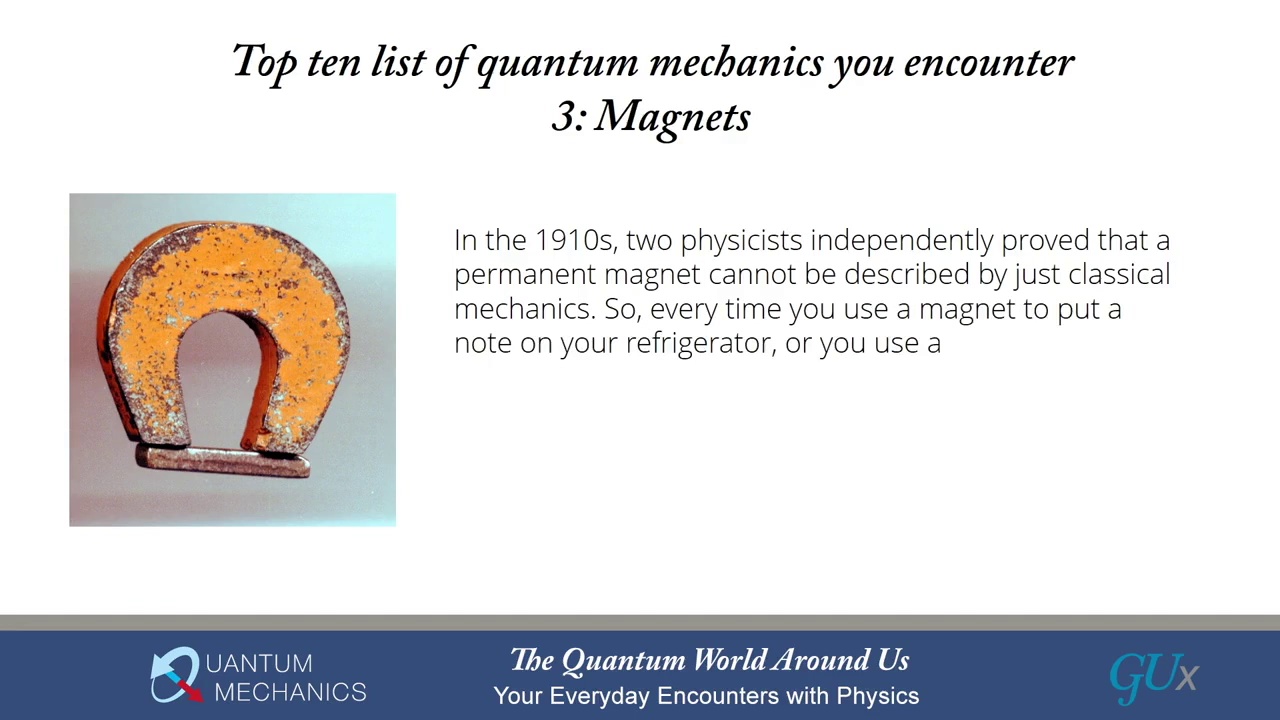 Top ten list of quantum mechanics you encounter
3: Magnets
In the 1910s, two physicists independently proved that a
permanent magnet cannot be described by just classical
mechanics. So, every time you use a magnet to put a
note on your refrigerator, or you use a
QUANTUM
MECHANICS
The Quantum World Around Us
Your Everyday Encounters with Physics
GUx